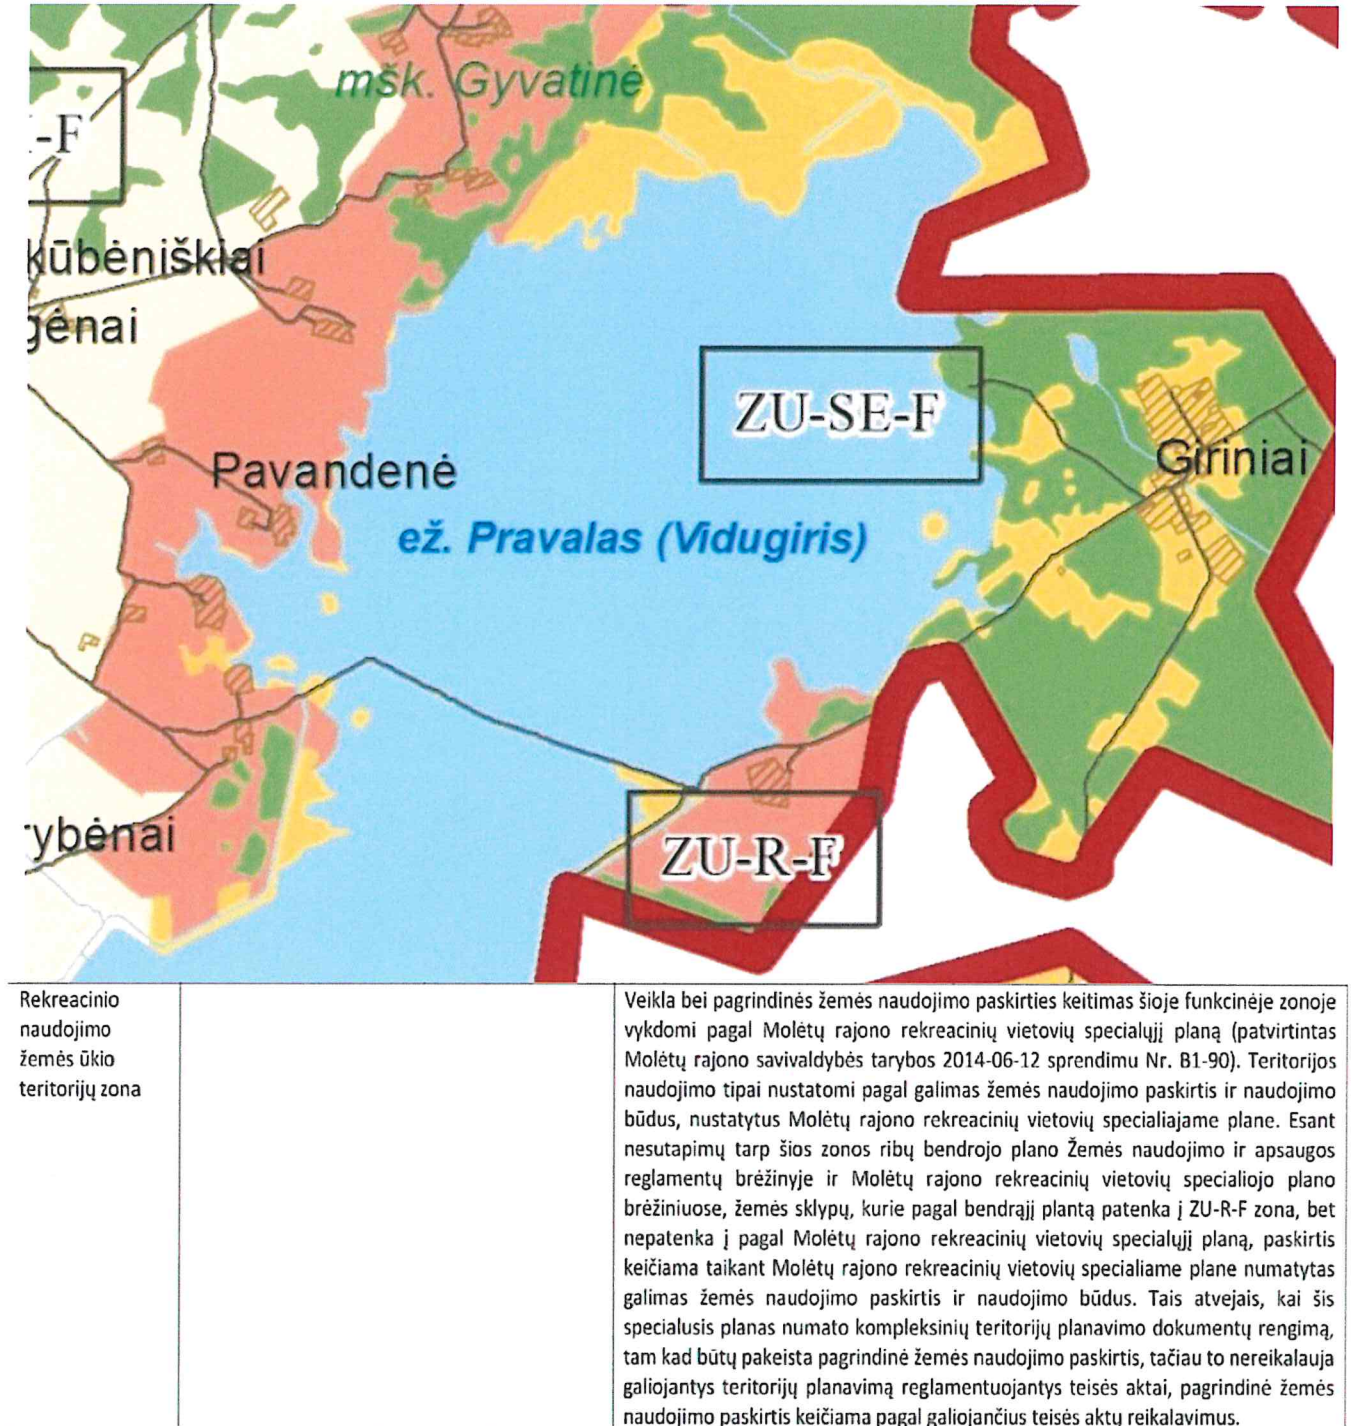 mšk. Gyvatinė
-F
kūbėniškiai
gėnai
ZU-SE-F
Giriniai
Pavandenė
ež. Pravalas (Vidugiris)
rybėnai
ZU-R-F
Rekreacinio
naudojimo
žemės ūkio
teritorijų zona
Veikla bei pagrindinės žemės naudojimo paskirties keitimas šioje funkcinėje zonoje
vykdomi pagal Molėtų rajono rekreacinių vietovių specialųjį planą (patvirtintas
Molėtų rajono savivaldybės tarybos 2014-06-12 sprendimu Nr. B1-90). Teritorijos
naudojimo tipai nustatomi pagal galimas žemės naudojimo paskirtis ir naudojimo
būdus, nustatytus Molėtų rajono rekreacinių vietovių specialiajame plane. Esant
nesutapimų tarp šios zonos ribų bendrojo plano Žemės naudojimo ir apsaugos
reglamentų brėžinyje ir Molėtų rajono rekreacinių vietovių specialiojo plano
brėžiniuose, žemės sklypų, kurie pagal bendrąjį plantą patenka į ZU-R-F zona, bet
nepatenka į pagal Molėtų rajono rekreacinių vietovių specialųjį planą, paskirtis
keičiama taikant Molėtų rajono rekreacinių vietovių specialiame plane numatytas
galimas žemės naudojimo paskirtis ir naudojimo būdus. Tais atvejais, kai šis
specialusis planas numato kompleksinių teritorijų planavimo dokumentų rengimą,
tam kad būtų pakeista pagrindinė žemės naudojimo paskirtis, tačiau to nereikalauja
galiojantys teritorijų planavimą reglamentuojantys teisės aktai, pagrindinė žemės
naudojimo paskirtis keičiama pagal galiojančius teisės aktų reikalavimus.